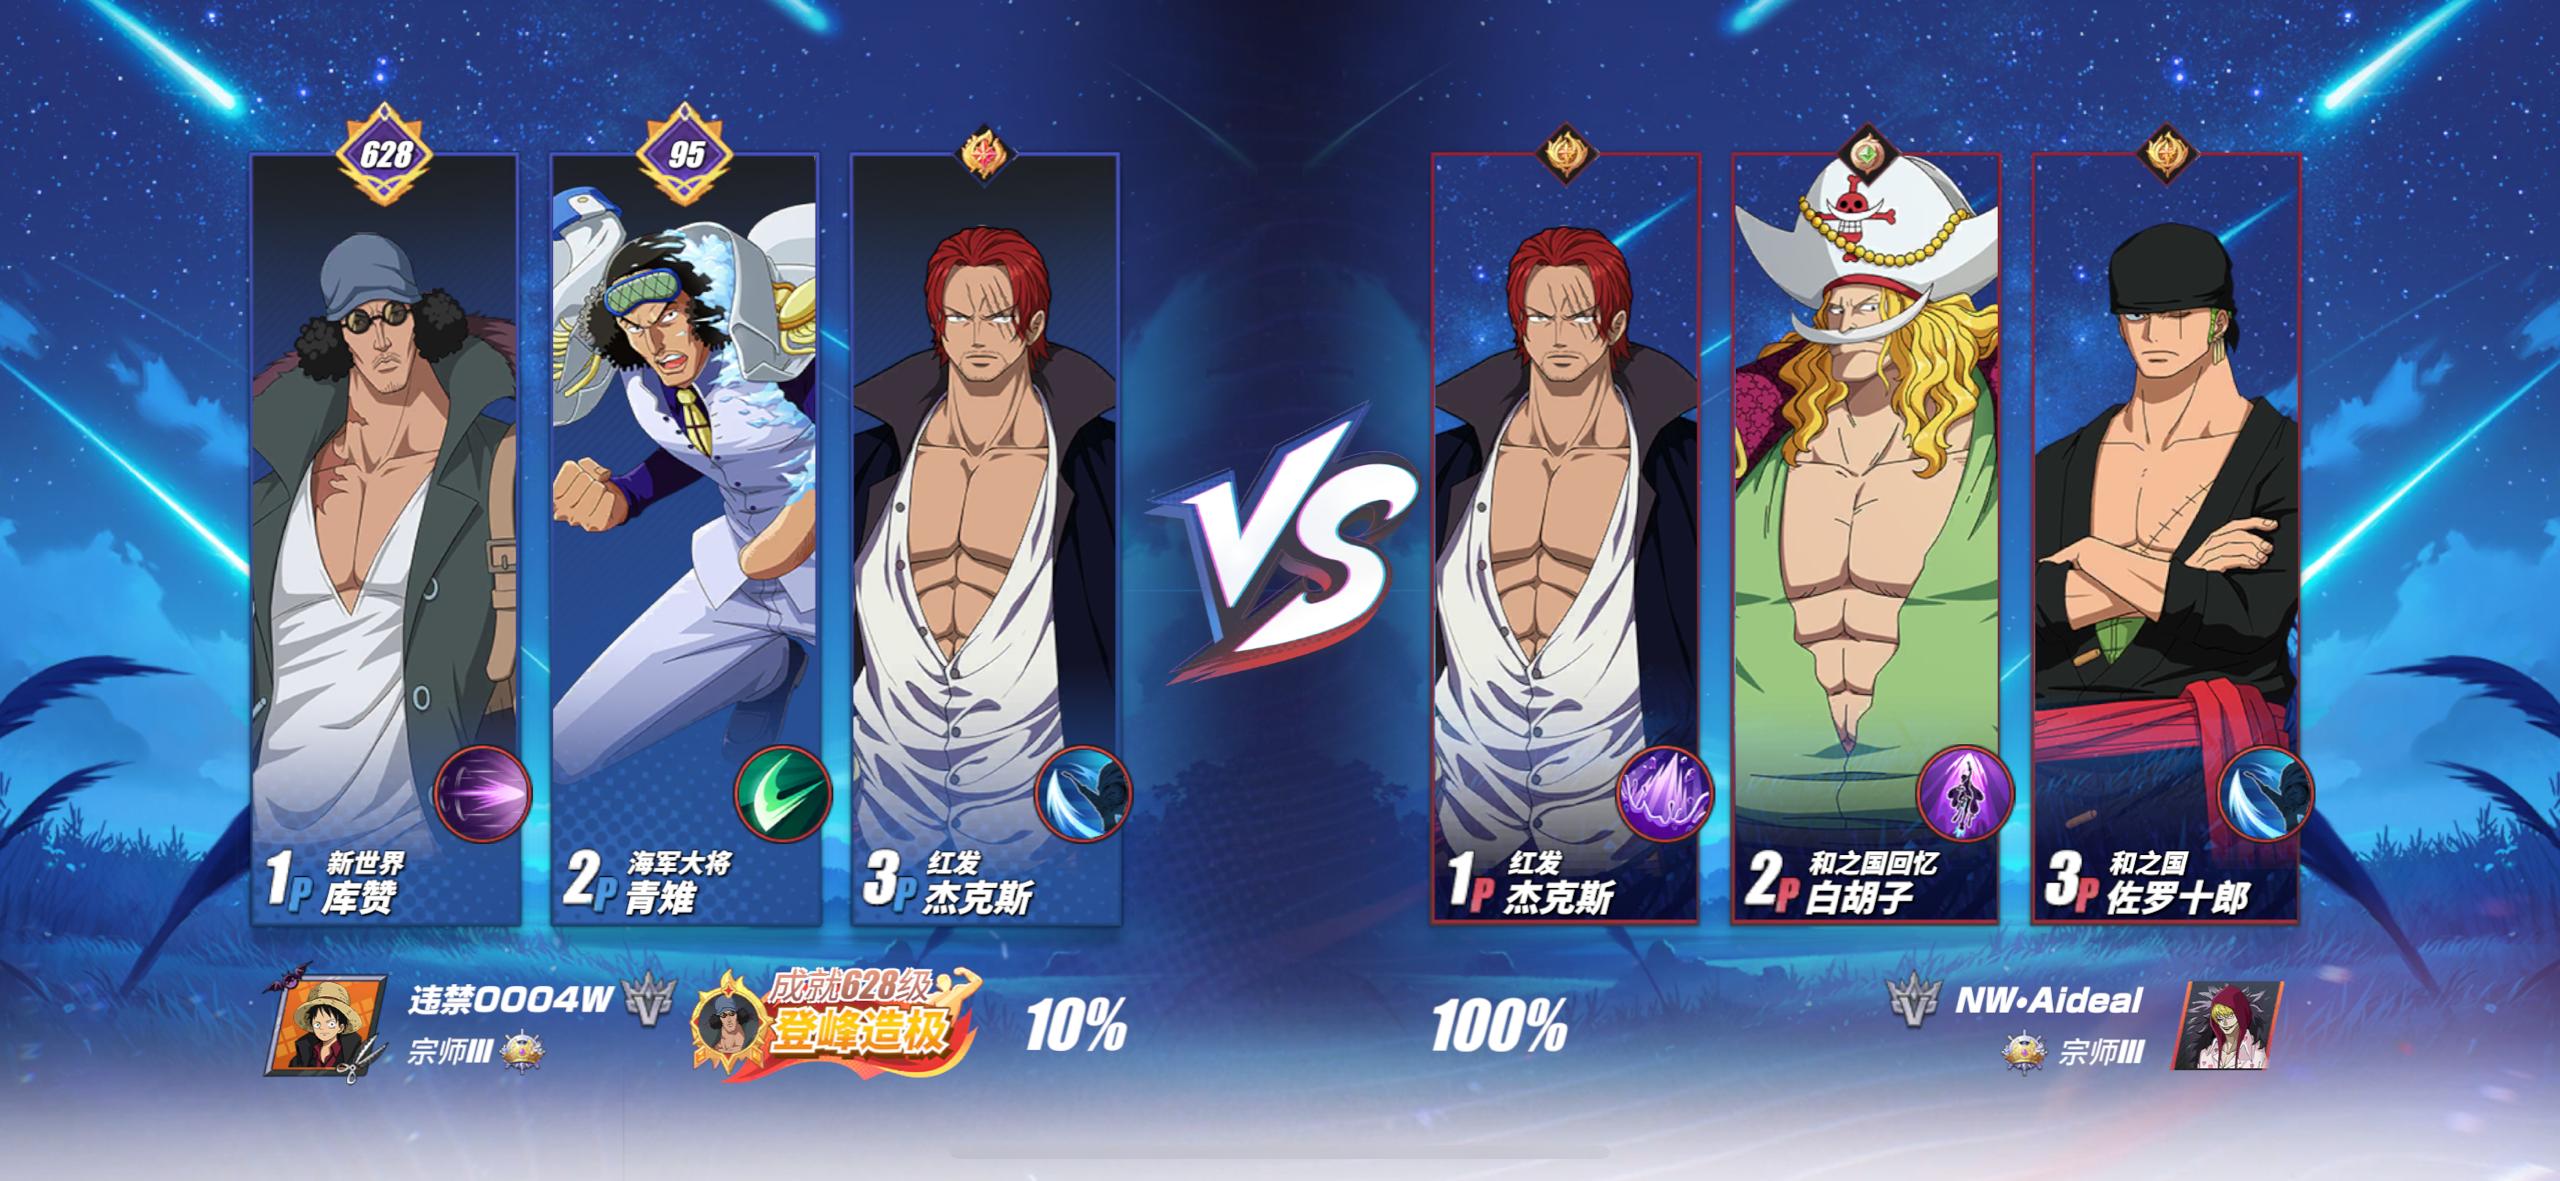 628
95
VS
1P
新世界
库赞
2P
海军大将
青雉
3P
红发
杰克斯
1P
红发
杰克斯
2P
和之国回忆
白胡子
3P
和之国
佐罗十郎
违禁0004W
宗师III
成就628级
登峰造极
10%
100%
NW•Aideal
宗师III